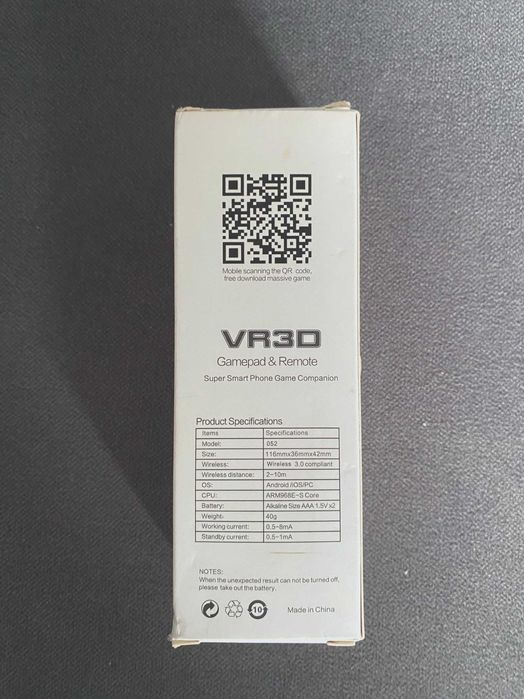 Mobile scanning the QR code,
free download massive game
VR3D
Gamepad & Remote
Super Smart Phone Game Companion
Product Specifications
Items Specifications
Model: 052
Size: 116mmx36mmx42mm
Wireless: Wireless 3.0 compliant
Wireless distance: 2-10m
OS: Android /iOS/PC
CPU: ARM968E-S Core
Battery: Alkaline Size AAA 1.5V x2
Weight: 40g
Working current: 0.5-8mA
Standby current: 0.5-1mA
NOTES:
When the unexpected result can not be turned off,
please take out the battery.
10 Made in China